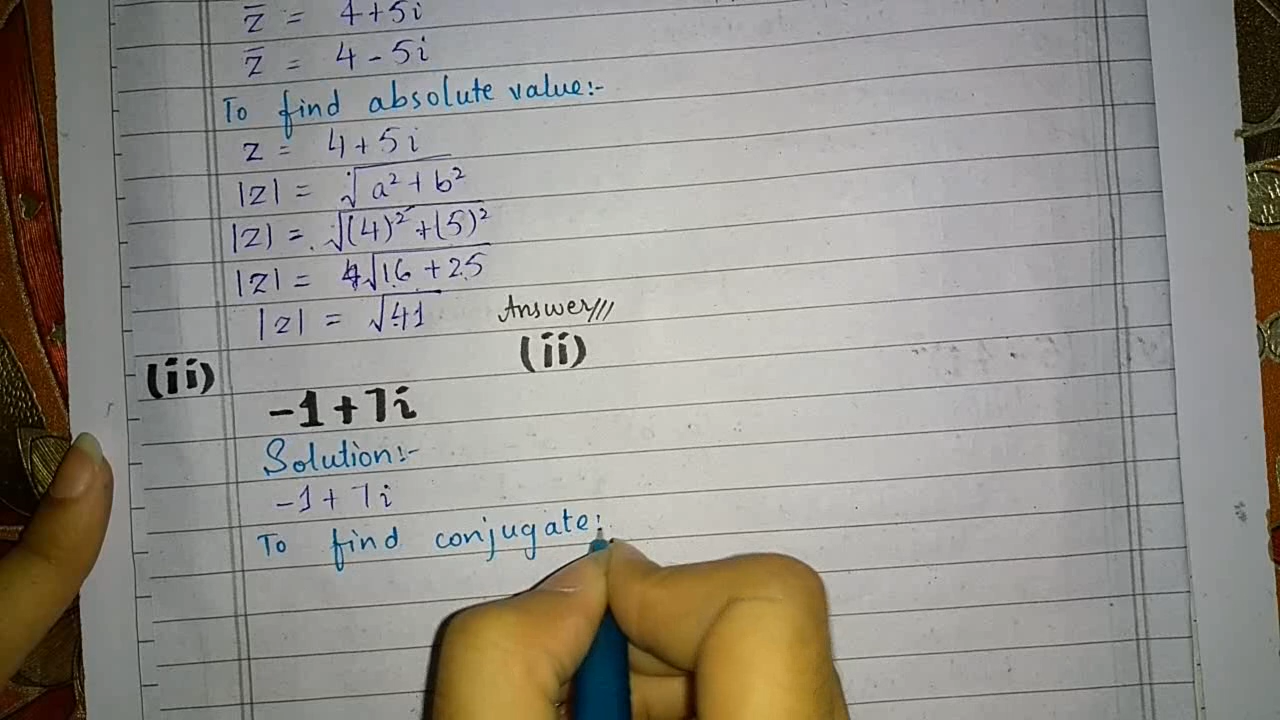 z̅ = 4+5i
z̅ = 4-5i
To find absolute value:-
z = 4+5i
|z| = √a²+b²
|z| = √(4)²+(5)²
|z| = √16+25
|z| = √41 Answer///
(ii)
(ii)
-1+7i
Solution:-
-1+7i
To find conjugate: